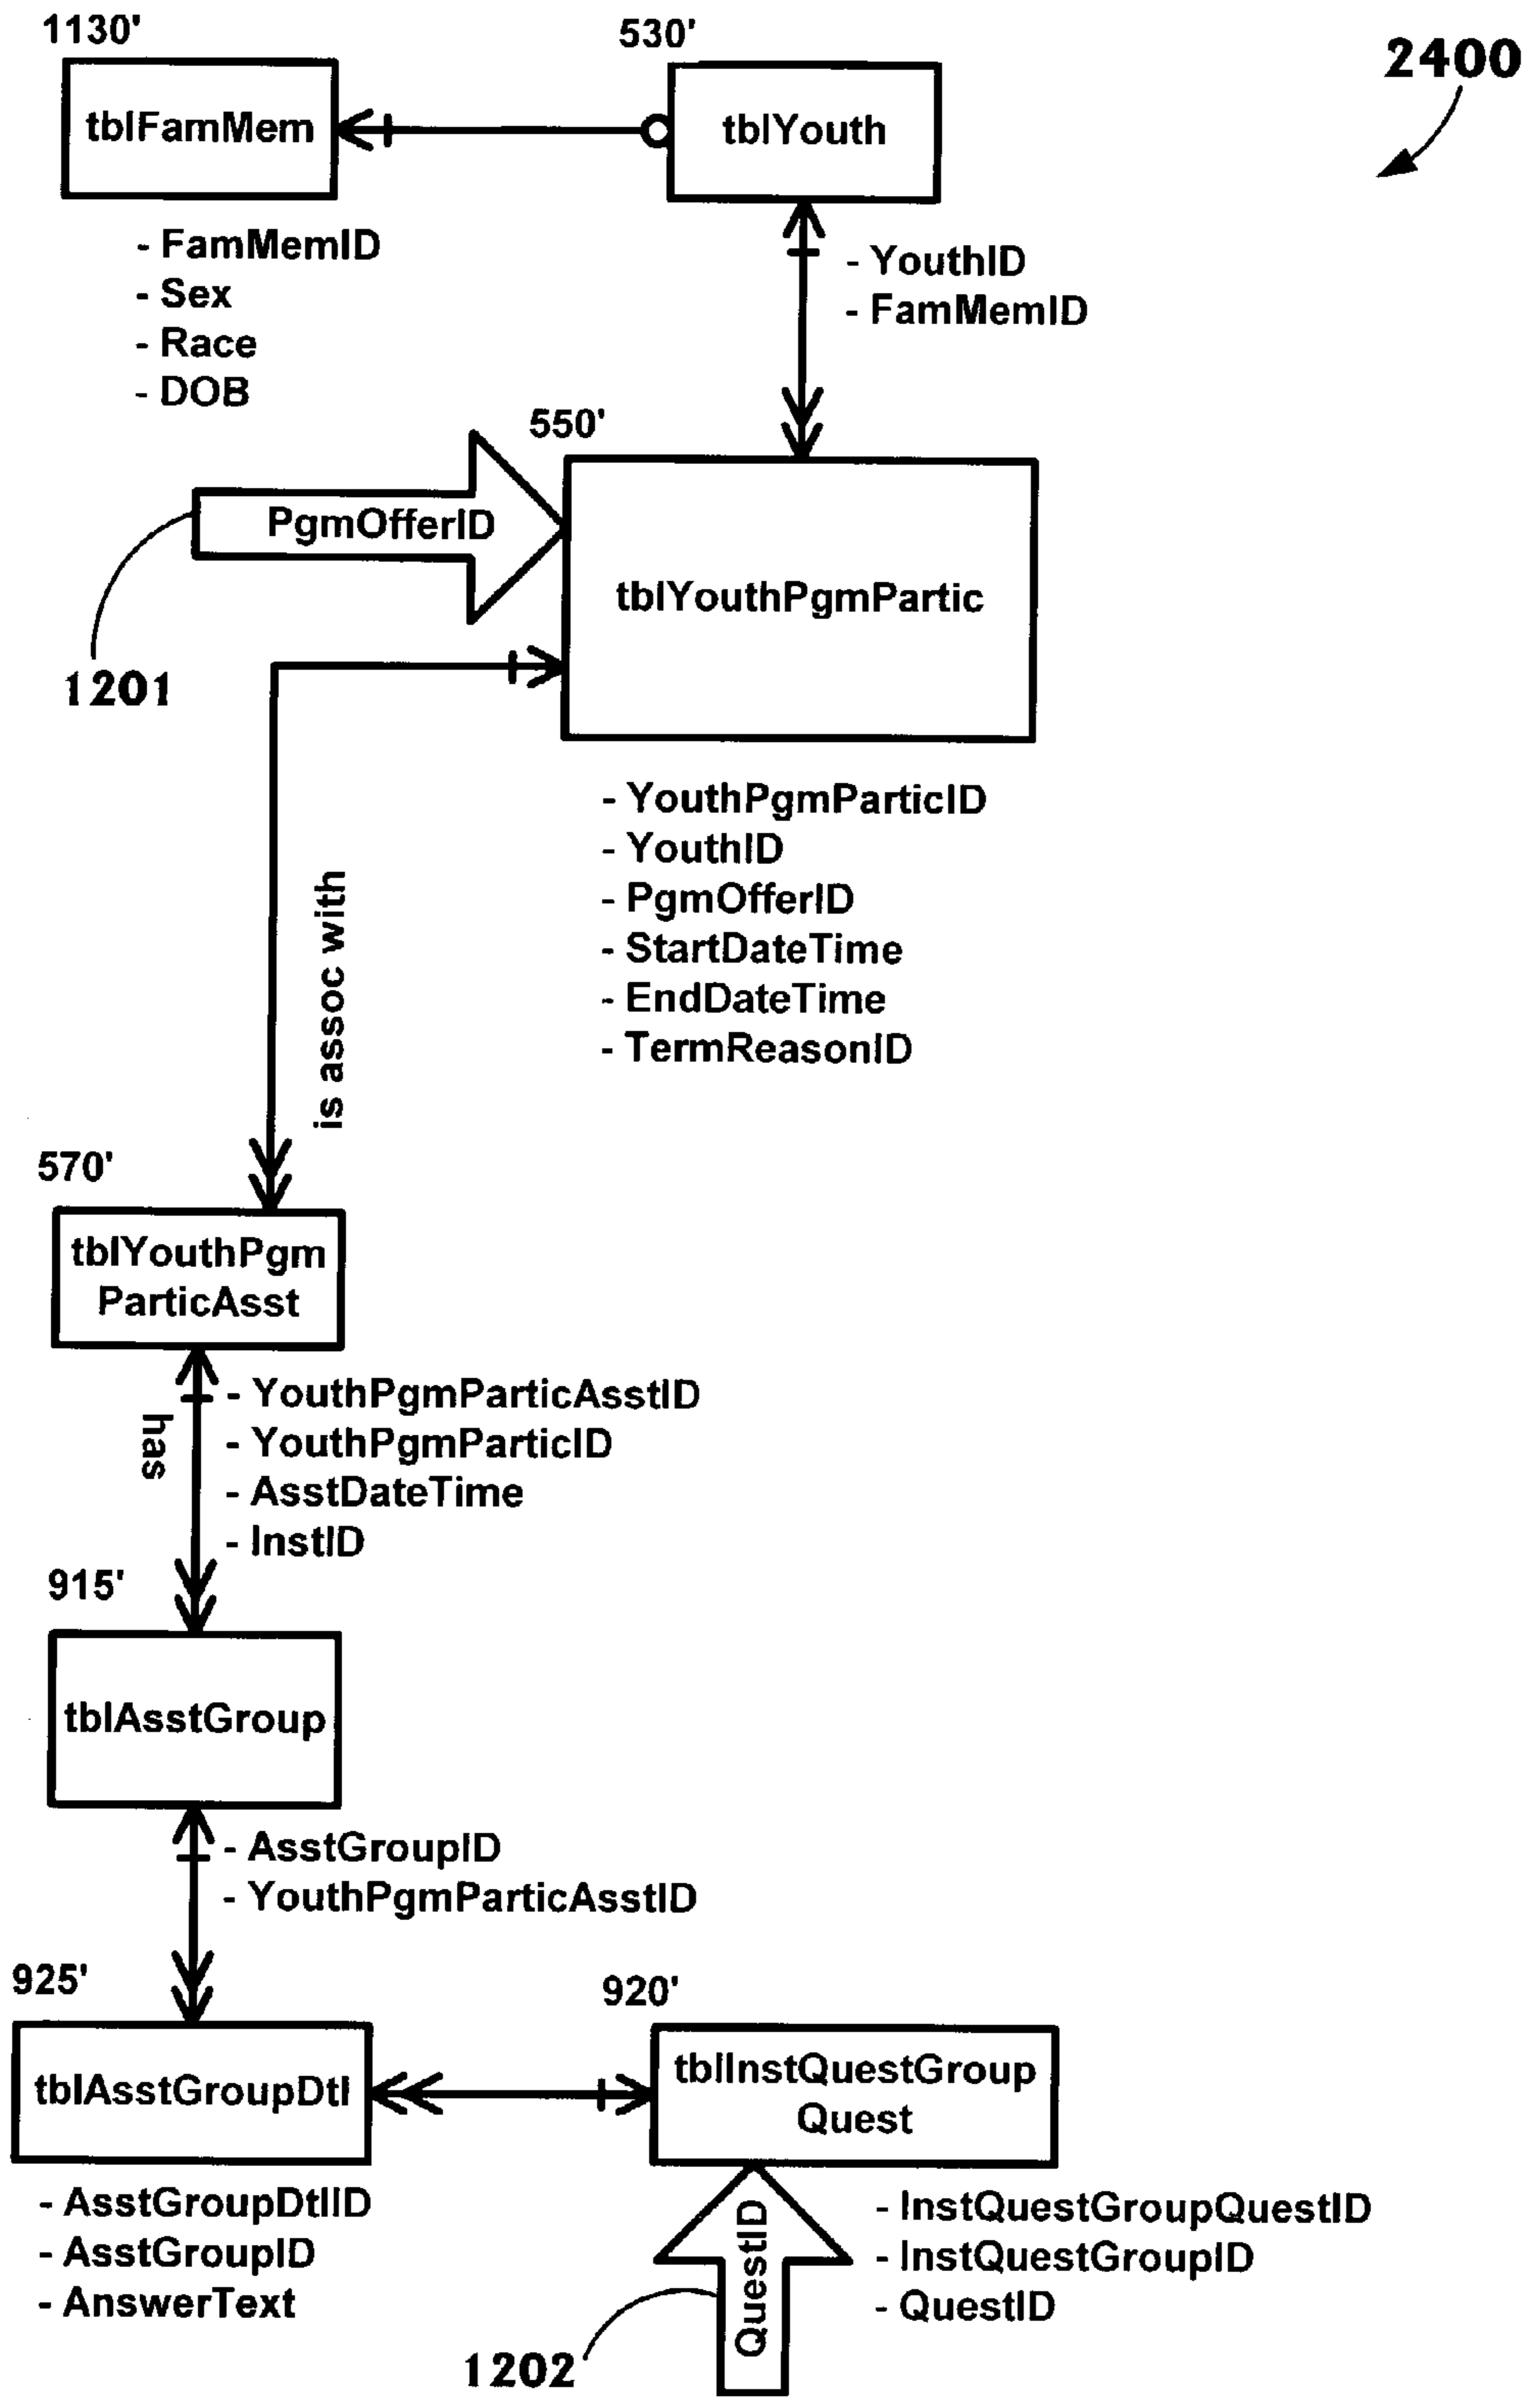 1130'
530'
2400
tblFamMem
tblYouth
- FamMemID
- Sex
- Race
- DOB
- YouthID
- FamMemID
550'
PgmOfferID
tblYouthPgmPartic
1201
- YouthPgmParticID
- YouthID
- PgmOfferID
- StartDateTime
- EndDateTime
- TermReasonID
is assoc with
570'
tblYouthPgm
ParticAsst
has
- YouthPgmParticAsstID
- YouthPgmParticID
- AsstDateTime
- InstID
915'
tblAsstGroup
- AsstGroupID
- YouthPgmParticAsstID
925'
920'
tblAsstGroupDtl
tblInstQuestGroup
Quest
- AsstGroupDtlID
- AsstGroupID
- AnswerText
QuestID
- InstQuestGroupQuestID
- InstQuestGroupID
- QuestID
1202